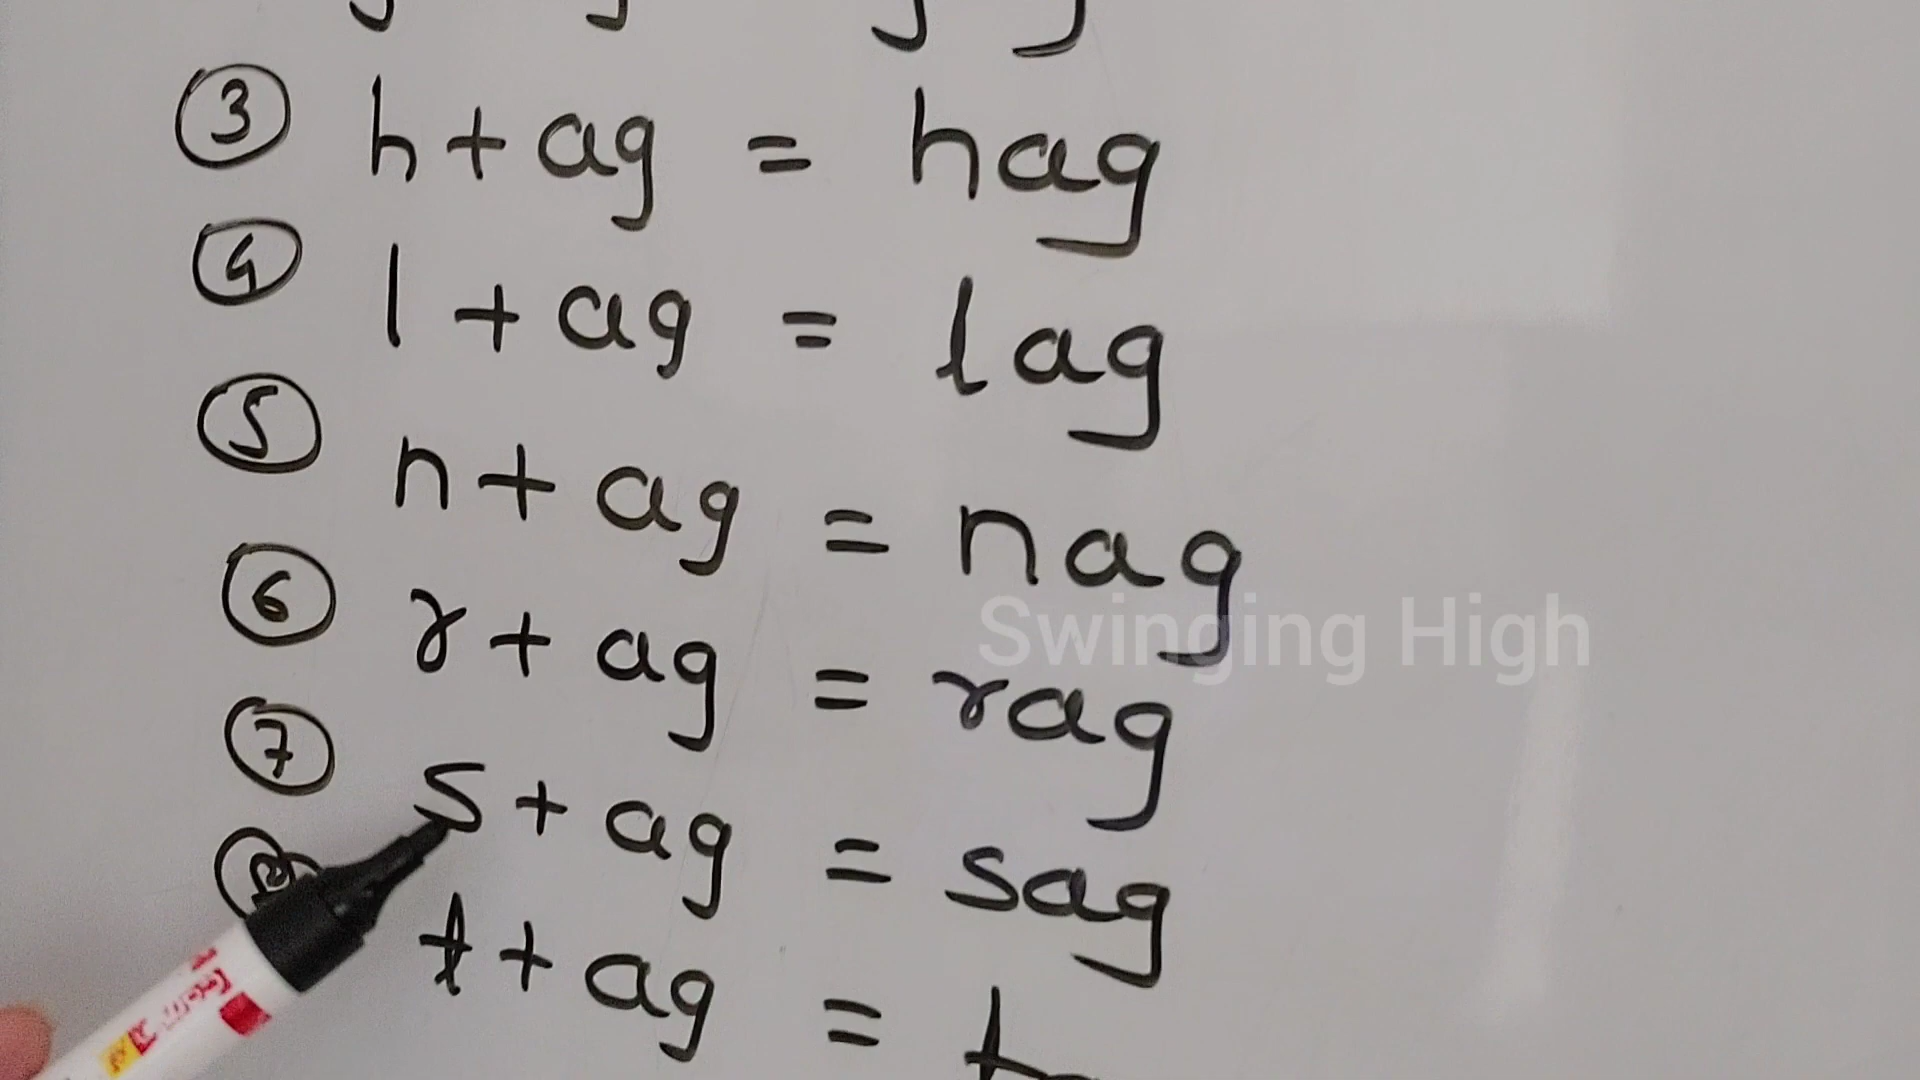 ③ h + ag = hag
④ l + ag = lag
⑤ n + ag = nag
⑥ r + ag = rag
⑦ s + ag = sag
t + ag =
Swinging High